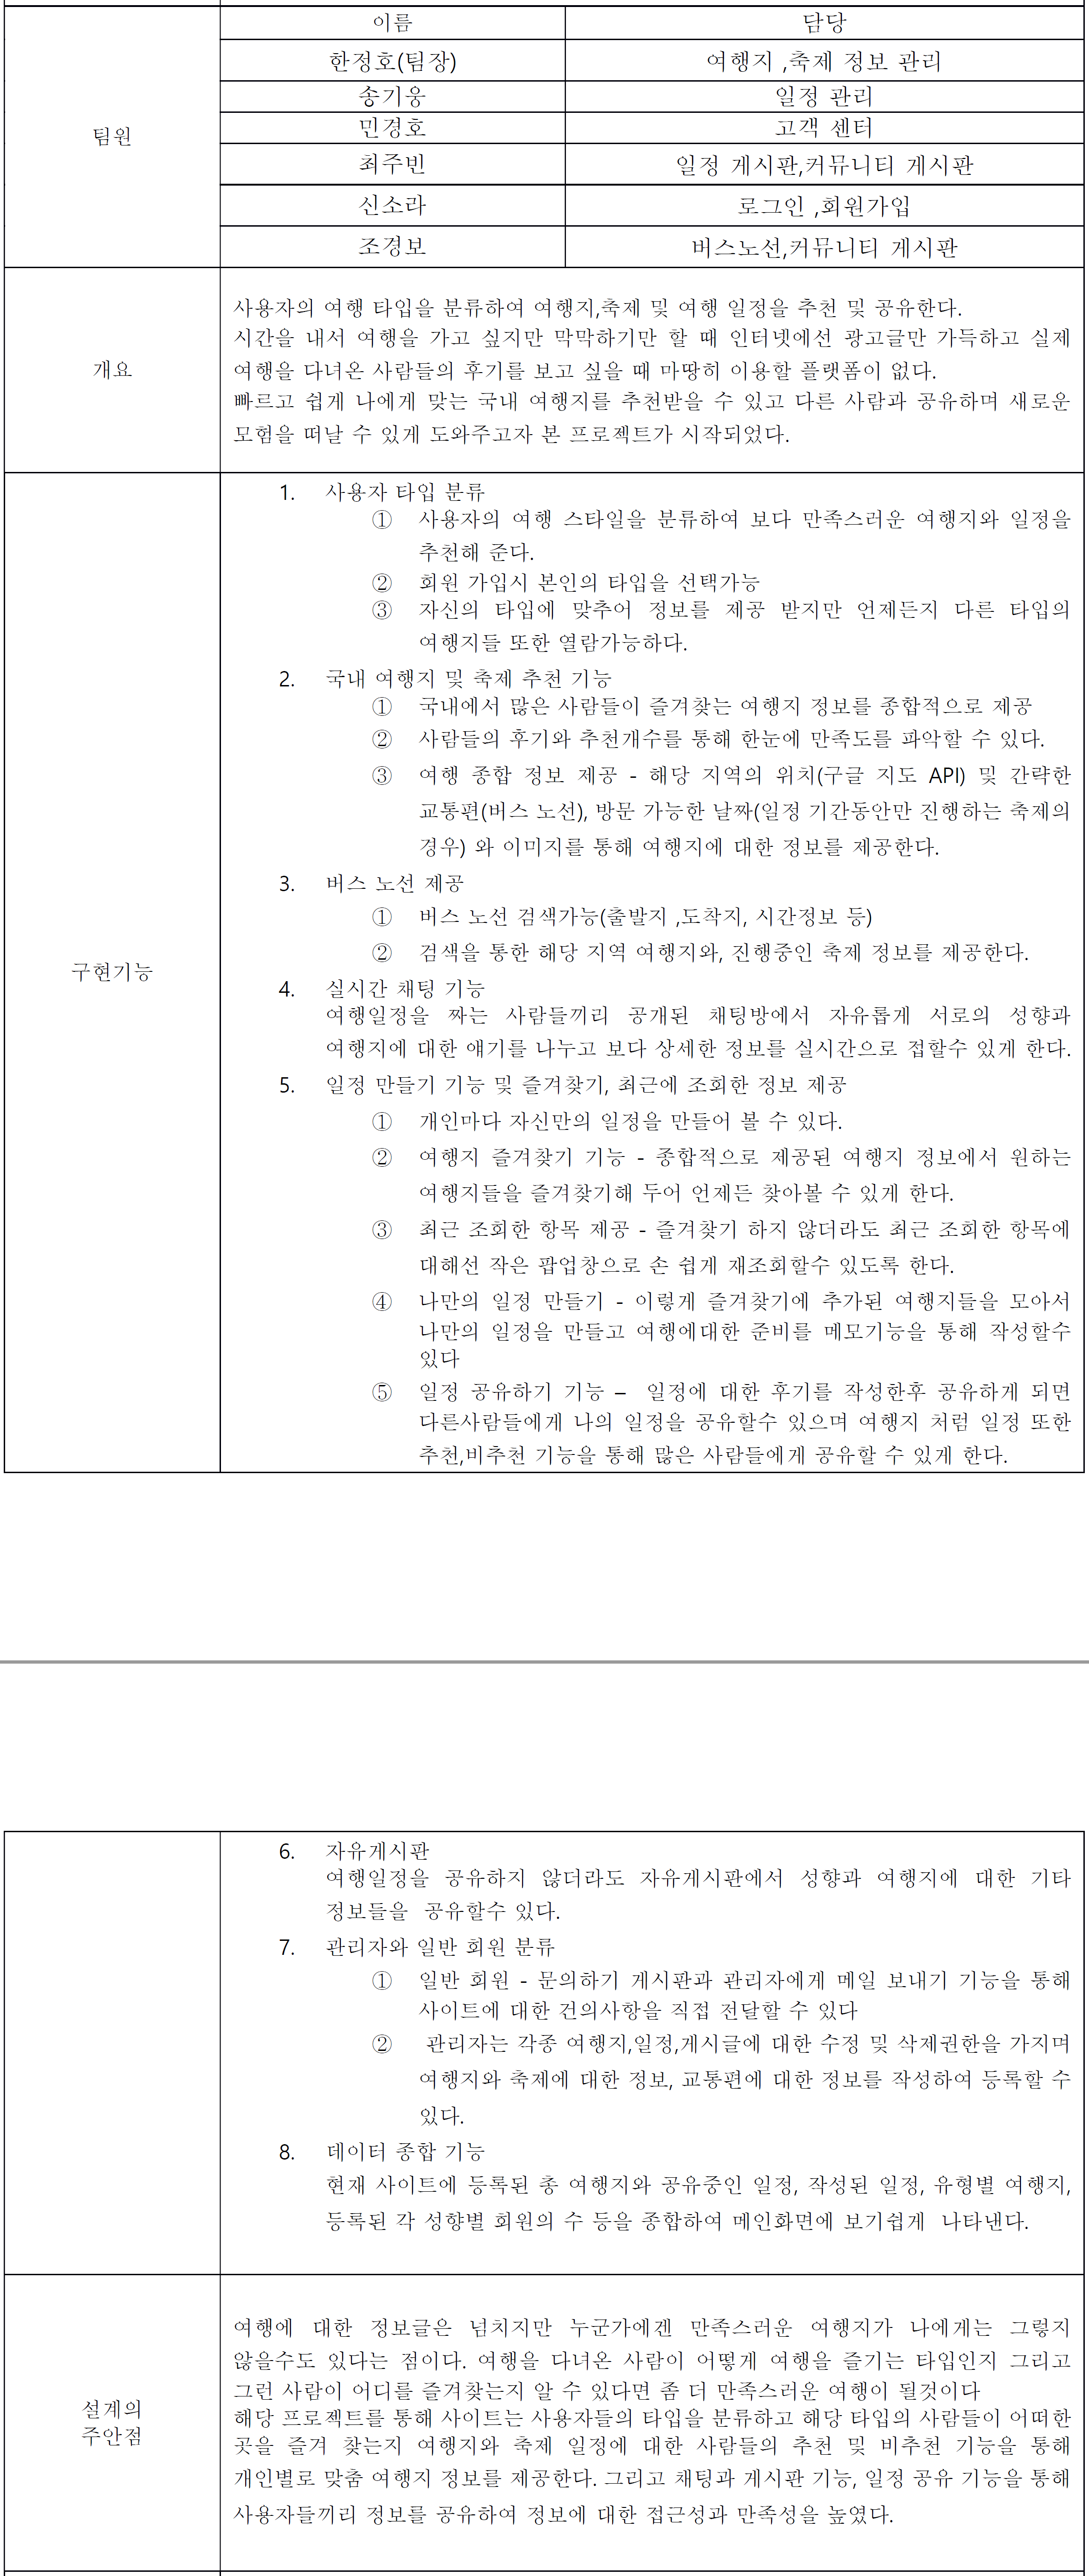 이름 담당
한정호(팀장) 여행지 ,축제 정보 관리
송기웅 일정 관리
팀원
민경호 고객 센터
최주빈 일정 게시판,커뮤니티 게시판
신소라 로그인 ,회원가입
조경보 버스노선,커뮤니티 게시판
개요
사용자의 여행 타입을 분류하여 여행지,축제 및 여행 일정을 추천 및 공유한다.
시간을 내서 여행을 가고 싶지만 막막하기만 할 때 인터넷에선 광고글만 가득하고 실제
여행을 다녀온 사람들의 후기를 보고 싶을 때 마땅히 이용할 플랫폼이 없다.
빠르고 쉽게 나에게 맞는 국내 여행지를 추천받을 수 있고 다른 사람과 공유하며 새로운
모험을 떠날 수 있게 도와주고자 본 프로젝트가 시작되었다.
구현기능
1. 사용자 타입 분류
① 사용자의 여행 스타일을 분류하여 보다 만족스러운 여행지와 일정을
추천해 준다.
② 회원 가입시 본인의 타입을 선택가능
③ 자신의 타입에 맞추어 정보를 제공 받지만 언제든지 다른 타입의
여행지들 또한 열람가능하다.
2. 국내 여행지 및 축제 추천 기능
① 국내에서 많은 사람들이 즐겨찾는 여행지 정보를 종합적으로 제공
② 사람들의 후기와 추천개수를 통해 한눈에 만족도를 파악할 수 있다.
③ 여행 종합 정보 제공 - 해당 지역의 위치(구글 지도 API) 및 간략한
교통편(버스 노선), 방문 가능한 날짜(일정 기간동안만 진행하는 축제의
경우) 와 이미지를 통해 여행지에 대한 정보를 제공한다.
3. 버스 노선 제공
① 버스 노선 검색가능(출발지 ,도착지, 시간정보 등)
② 검색을 통한 해당 지역 여행지와, 진행중인 축제 정보를 제공한다.
4. 실시간 채팅 기능
여행일정을 짜는 사람들끼리 공개된 채팅방에서 자유롭게 서로의 성향과
여행지에 대한 얘기를 나누고 보다 상세한 정보를 실시간으로 접할수 있게 한다.
5. 일정 만들기 기능 및 즐겨찾기, 최근에 조회한 정보 제공
① 개인마다 자신만의 일정을 만들어 볼 수 있다.
② 여행지 즐겨찾기 기능 - 종합적으로 제공된 여행지 정보에서 원하는
여행지들을 즐겨찾기해 두어 언제든 찾아볼 수 있게 한다.
③ 최근 조회한 항목 제공 - 즐겨찾기 하지 않더라도 최근 조회한 항목에
대해선 작은 팝업창으로 손 쉽게 재조회할수 있도록 한다.
④ 나만의 일정 만들기 - 이렇게 즐겨찾기에 추가된 여행지들을 모아서
나만의 일정을 만들고 여행에대한 준비를 메모기능을 통해 작성할수
있다
⑤ 일정 공유하기 기능 – 일정에 대한 후기를 작성한후 공유하게 되면
다른사람들에게 나의 일정을 공유할수 있으며 여행지 처럼 일정 또한
추천,비추천 기능을 통해 많은 사람들에게 공유할 수 있게 한다.
6. 자유게시판
여행일정을 공유하지 않더라도 자유게시판에서 성향과 여행지에 대한 기타
정보들을 공유할수 있다.
7. 관리자와 일반 회원 분류
① 일반 회원 - 문의하기 게시판과 관리자에게 메일 보내기 기능을 통해
사이트에 대한 건의사항을 직접 전달할 수 있다
② 관리자는 각종 여행지,일정,게시글에 대한 수정 및 삭제권한을 가지며
여행지와 축제에 대한 정보, 교통편에 대한 정보를 작성하여 등록할 수
있다.
8. 데이터 종합 기능
현재 사이트에 등록된 총 여행지와 공유중인 일정, 작성된 일정, 유형별 여행지,
등록된 각 성향별 회원의 수 등을 종합하여 메인화면에 보기쉽게 나타낸다.
설계의
주안점
여행에 대한 정보글은 넘치지만 누군가에겐 만족스러운 여행지가 나에게는 그렇지
않을수도 있다는 점이다. 여행을 다녀온 사람이 어떻게 여행을 즐기는 타입인지 그리고
그런 사람이 어디를 즐겨찾는지 알 수 있다면 좀 더 만족스러운 여행이 될것이다
해당 프로젝트를 통해 사이트는 사용자들의 타입을 분류하고 해당 타입의 사람들이 어떠한
곳을 즐겨 찾는지 여행지와 축제 일정에 대한 사람들의 추천 및 비추천 기능을 통해
개인별로 맞춤 여행지 정보를 제공한다. 그리고 채팅과 게시판 기능, 일정 공유 기능을 통해
사용자들끼리 정보를 공유하여 정보에 대한 접근성과 만족성을 높였다.